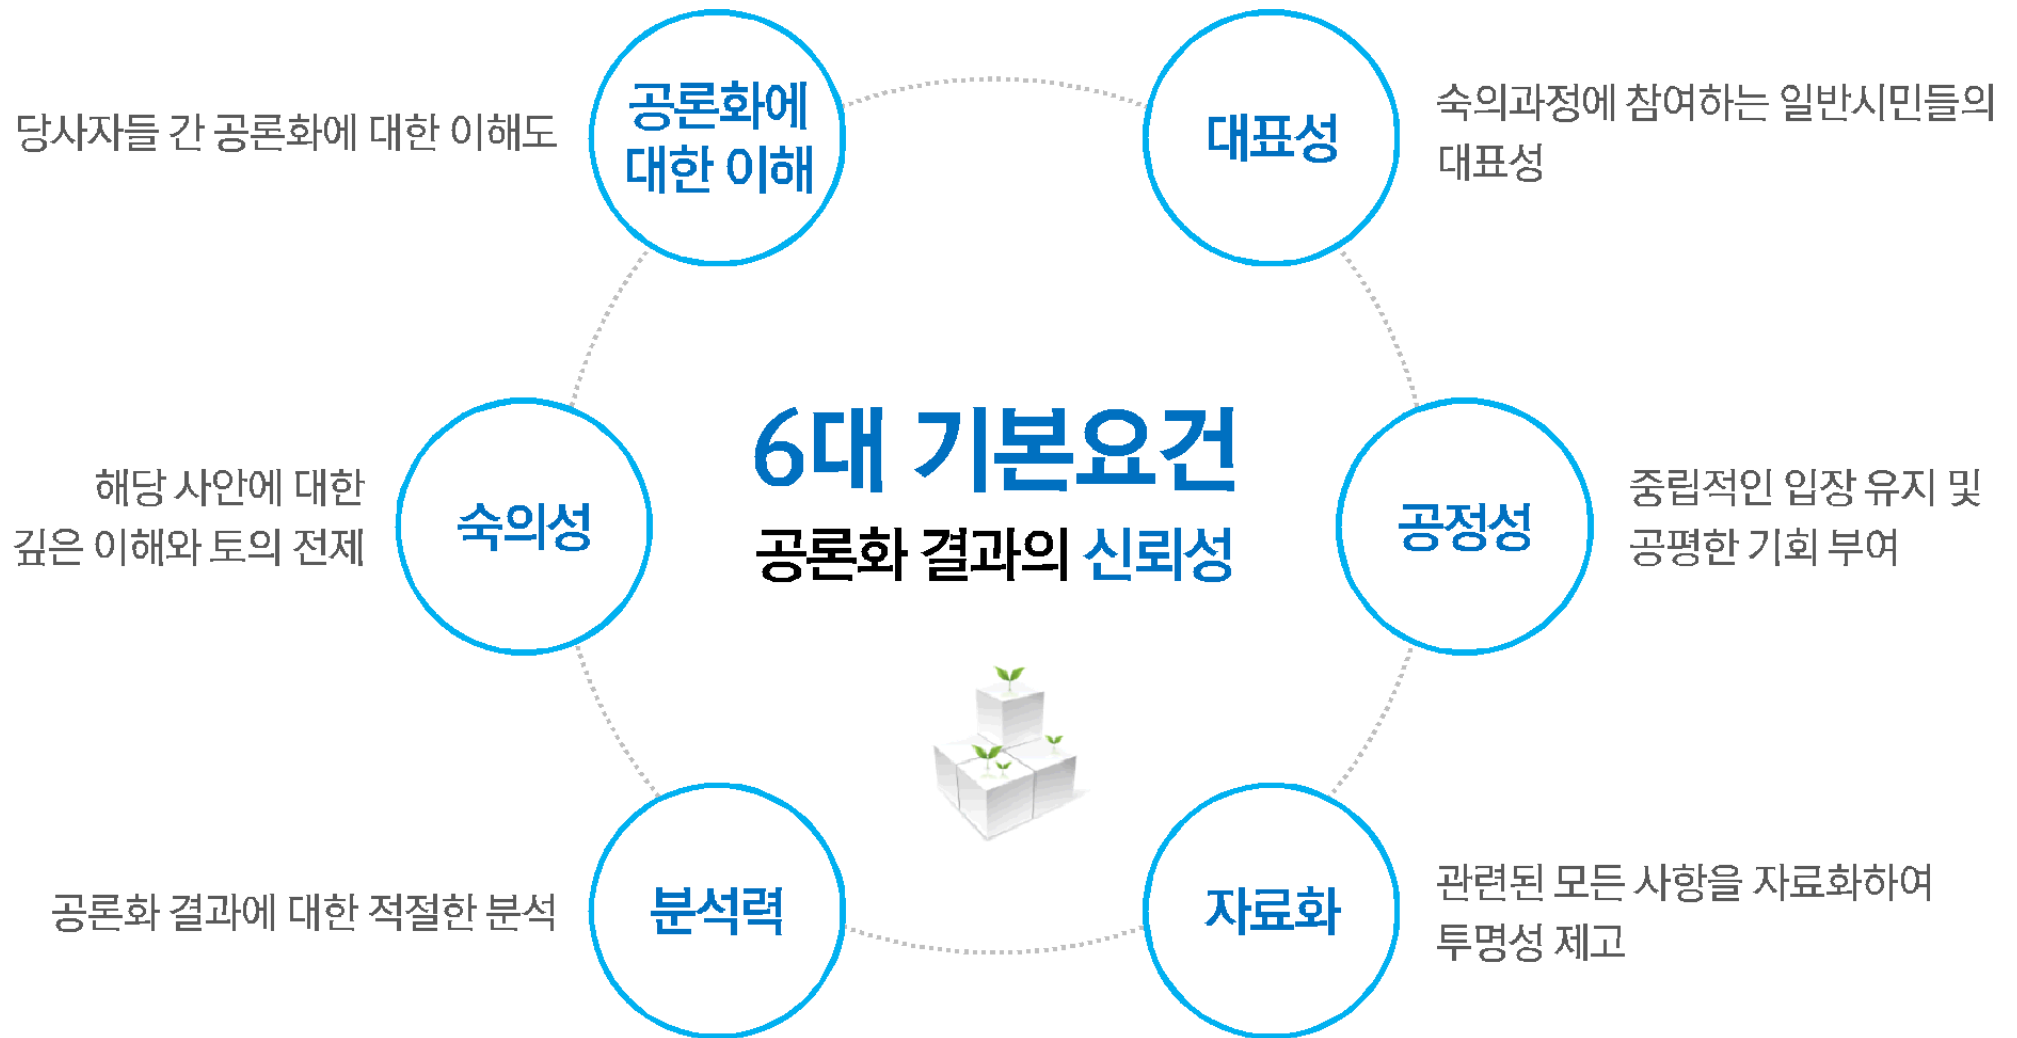 당사자들 간 공론화에 대한 이해도
공론화에
대한 이해
대표성
숙의과정에 참여하는 일반시민들의
대표성
해당 사안에 대한
깊은 이해와 토의 전제
숙의성
6대 기본요건
공론화 결과의 신뢰성
공정성
중립적인 입장 유지 및
공평한 기회 부여
공론화 결과에 대한 적절한 분석
분석력
자료화
관련된 모든 사항을 자료화하여
투명성 제고